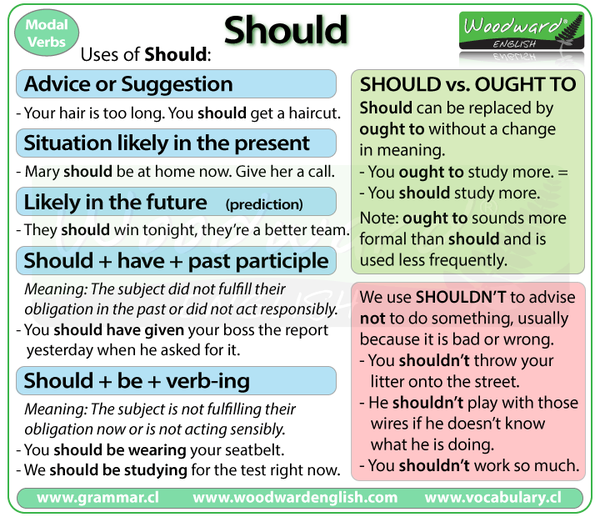 Modal
Verbs
Should
Woodward®
ENGLISH
Uses of Should:
Advice or Suggestion
- Your hair is too long. You should get a haircut.
Situation likely in the present
- Mary should be at home now. Give her a call.
Likely in the future (prediction)
- They should win tonight, they're a better team.
Should + have + past participle
Meaning: The subject did not fulfill their
obligation in the past or did not act responsibly.
- You should have given your boss the report
yesterday when he asked for it.
Should + be + verb-ing
Meaning: The subject is not fulfilling their
obligation now or is not acting sensibly.
- You should be wearing your seatbelt.
- We should be studying for the test right now.
SHOULD vs. OUGHT TO
Should can be replaced by
ought to without a change
in meaning.
- You ought to study more. =
- You should study more.
Note: ought to sounds more
formal than should and is
used less frequently.
We use SHOULDN'T to advise
not to do something, usually
because it is bad or wrong.
- You shouldn't throw your
litter onto the street.
- He shouldn't play with those
wires if he doesn't know
what he is doing.
- You shouldn't work so much.
Woodward
ENGLISH
www.grammar.cl www.woodwardenglish.com www.vocabulary.cl